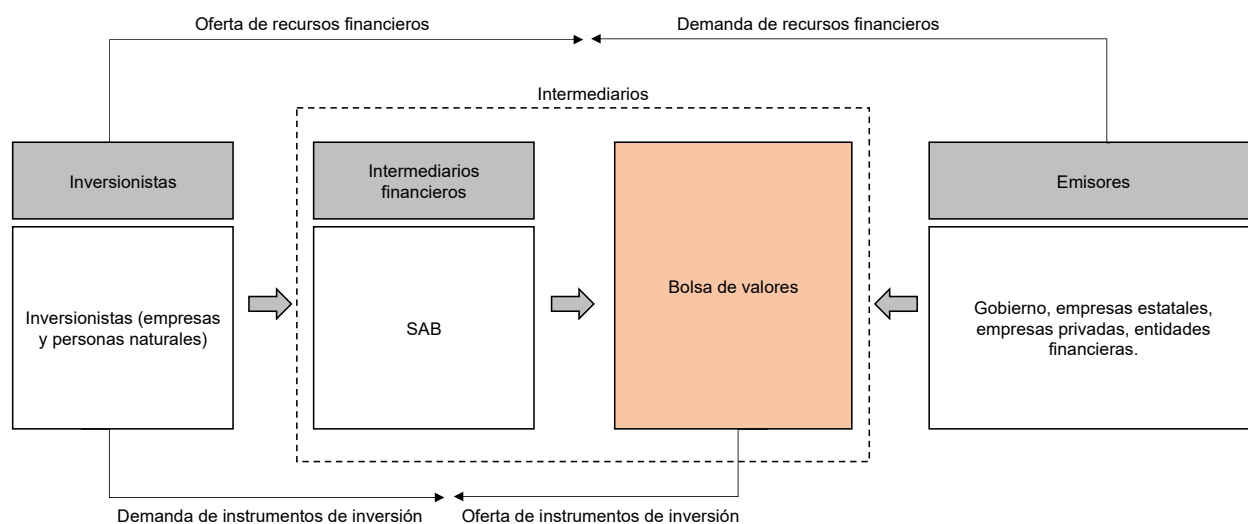 Oferta de recursos financieros
Demanda de recursos financieros
Intermediarios
Inversionistas
Intermediarios
financieros
Emisores
Bolsa de valores
Inversionistas (empresas
y personas naturales)
SAB
Gobierno, empresas estatales,
empresas privadas, entidades
financieras.
Demanda de instrumentos de inversión
Oferta de instrumentos de inversión